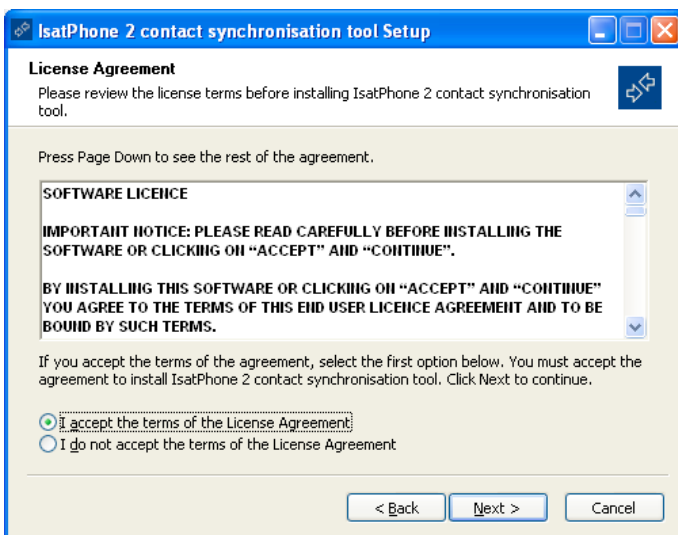 IsatPhone 2 contact synchronisation tool Setup
License Agreement
Please review the license terms before installing IsatPhone 2 contact synchronisation
tool.
Press Page Down to see the rest of the agreement.
SOFTWARE LICENCE
IMPORTANT NOTICE: PLEASE READ CAREFULLY BEFORE INSTALLING THE
SOFTWARE OR CLICKING ON “ACCEPT” AND “CONTINUE”.
BY INSTALLING THIS SOFTWARE OR CLICKING ON “ACCEPT” AND “CONTINUE”
YOU AGREE TO THE TERMS OF THIS END USER LICENCE AGREEMENT AND TO BE
BOUND BY SUCH TERMS.
If you accept the terms of the agreement, select the first option below. You must accept the
agreement to install IsatPhone 2 contact synchronisation tool. Click Next to continue.
I accept the terms of the License Agreement
I do not accept the terms of the License Agreement
< Back Next > Cancel